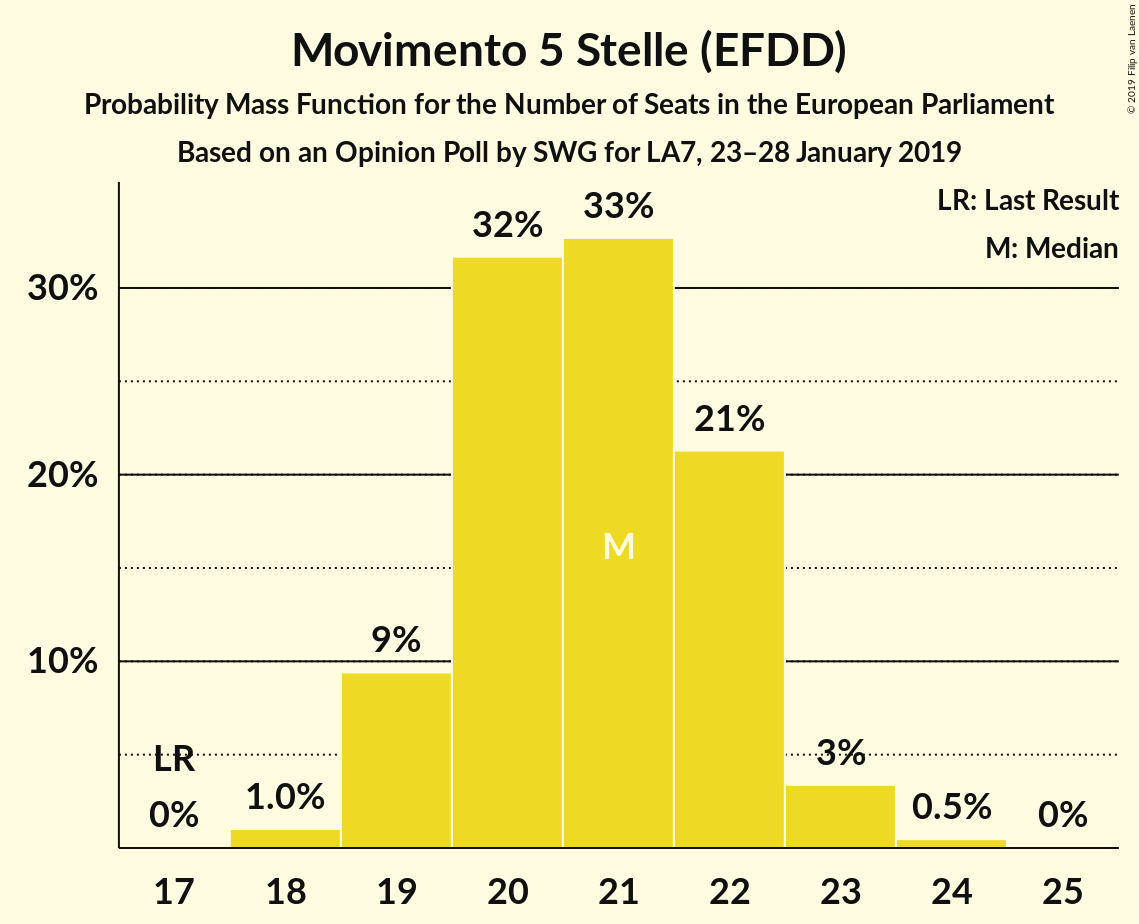 Movimento 5 Stelle (EFDD)
Probability Mass Function for the Number of Seats in the European Parliament
Based on an Opinion Poll by SWG for LA7, 23–28 January 2019
© 2019 Filip van Laenen
LR: Last Result
M: Median
30%
20%
10%
LR
0%
1.0%
9%
32%
33%
M
21%
3%
0.5%
0%
17 18 19 20 21 22 23 24 25